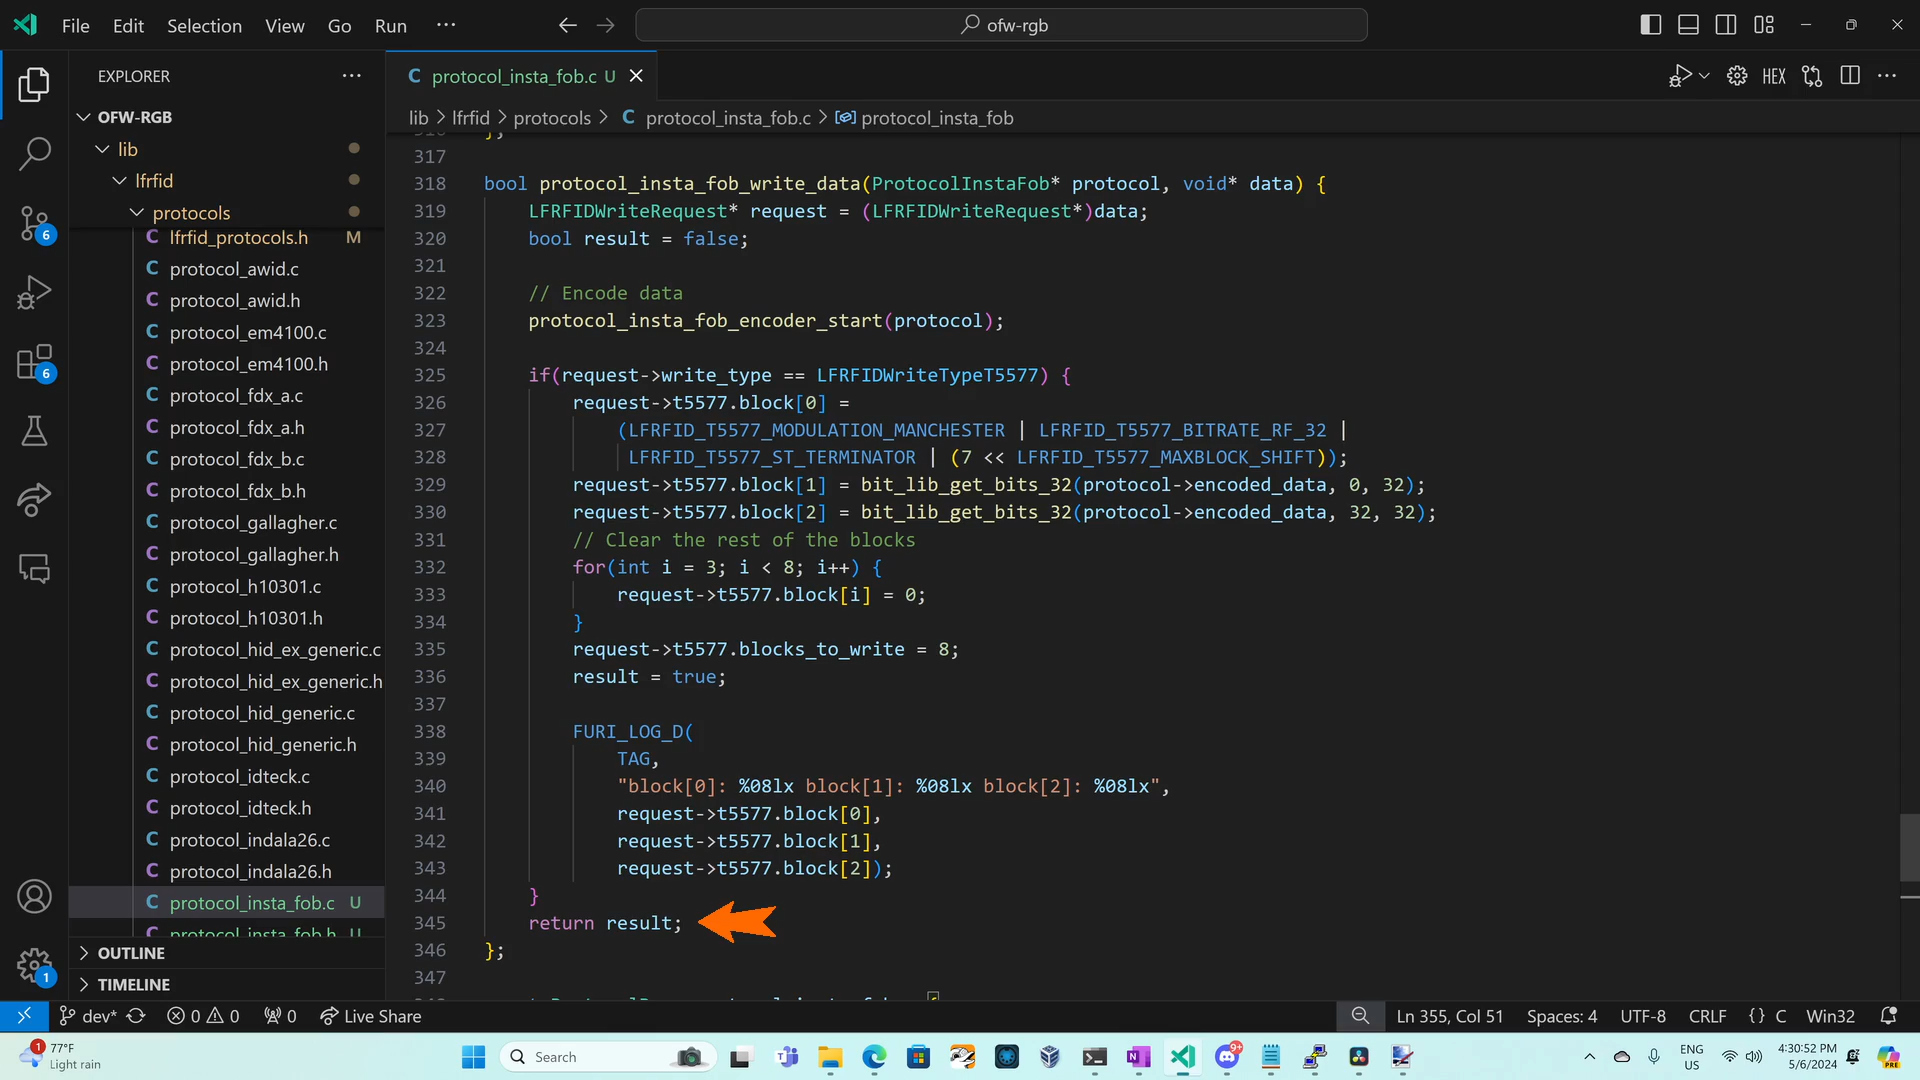 File Edit Selection View Go Run ···
ofw-rgb
EXPLORER
OFW-RGB
lib
lfrfid
protocols
C lfrfid_protocols.h M
C protocol_awid.c
C protocol_awid.h
C protocol_em4100.c
C protocol_em4100.h
C protocol_fdx_a.c
C protocol_fdx_a.h
C protocol_fdx_b.c
C protocol_fdx_b.h
C protocol_gallagher.c
C protocol_gallagher.h
C protocol_h10301.c
C protocol_h10301.h
C protocol_hid_ex_generic.c
C protocol_hid_ex_generic.h
C protocol_hid_generic.c
C protocol_hid_generic.h
C protocol_idteck.c
C protocol_idteck.h
C protocol_indala26.c
C protocol_indala26.h
C protocol_insta_fob.c U
C protocol_insta_fob.h U
OUTLINE
TIMELINE
6
6
1
C protocol_insta_fob.c U
HEX
lib > lfrfid > protocols > C protocol_insta_fob.c > protocol_insta_fob
316 };
317
318 bool protocol_insta_fob_write_data(ProtocolInstaFob* protocol, void* data) {
319 LFRFIDWriteRequest* request = (LFRFIDWriteRequest*)data;
320 bool result = false;
321
322 // Encode data
323 protocol_insta_fob_encoder_start(protocol);
324
325 if(request->write_type == LFRFIDWriteTypeT5577) {
326 request->t5577.block[0] =
327 (LFRFID_T5577_MODULATION_MANCHESTER | LFRFID_T5577_BITRATE_RF_32 |
328 LFRFID_T5577_ST_TERMINATOR | (7 << LFRFID_T5577_MAXBLOCK_SHIFT));
329 request->t5577.block[1] = bit_lib_get_bits_32(protocol->encoded_data, 0, 32);
330 request->t5577.block[2] = bit_lib_get_bits_32(protocol->encoded_data, 32, 32);
331 // Clear the rest of the blocks
332 for(int i = 3; i < 8; i++) {
333 request->t5577.block[i] = 0;
334 }
335 request->t5577.blocks_to_write = 8;
336 result = true;
337
338 FURI_LOG_D(
339 TAG,
340 "block[0]: %08lx block[1]: %08lx block[2]: %08lx",
341 request->t5577.block[0],
342 request->t5577.block[1],
343 request->t5577.block[2]);
344 }
345 return result;
346 };
347
dev* 0 0 0 Live Share
Ln 355, Col 51 Spaces: 4 UTF-8 CRLF {} C Win32
1 77°F
Light rain
Search
9+
ENG
US
4:30:52 PM
5/6/2024
PRE